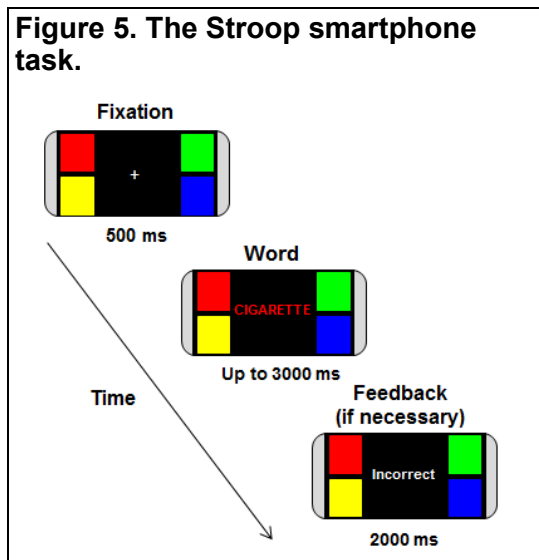 Figure 5. The Stroop smartphone
task.
Fixation
+
500 ms
Word
CIGARETTE
Up to 3000 ms
Time
Feedback
(if necessary)
Incorrect
2000 ms